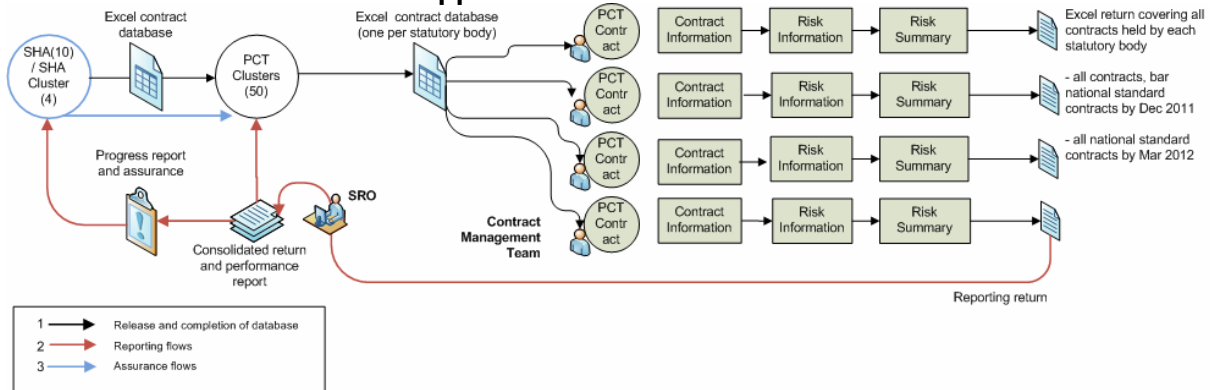 Excel contract
database
SHA(10)
/ SHA
Cluster
(4)
PCT
Clusters
(50)
Excel contract database
(one per statutory body)
PCT
Contr
act
Contract
Information
Risk
Information
Risk
Summary
Excel return covering all
contracts held by each
statutory body
PCT
Contr
act
Contract
Information
Risk
Information
Risk
Summary
- all contracts, bar
national standard
contracts by Dec 2011
PCT
Contr
act
Contract
Information
Risk
Information
Risk
Summary
- all national standard
contracts by Mar 2012
PCT
Contr
act
Contract
Information
Risk
Information
Risk
Summary
Progress report
and assurance
SRO
Consolidated return
and performance
report
Contract
Management
Team
Reporting return
1 Release and completion of database
2 Reporting flows
3 Assurance flows